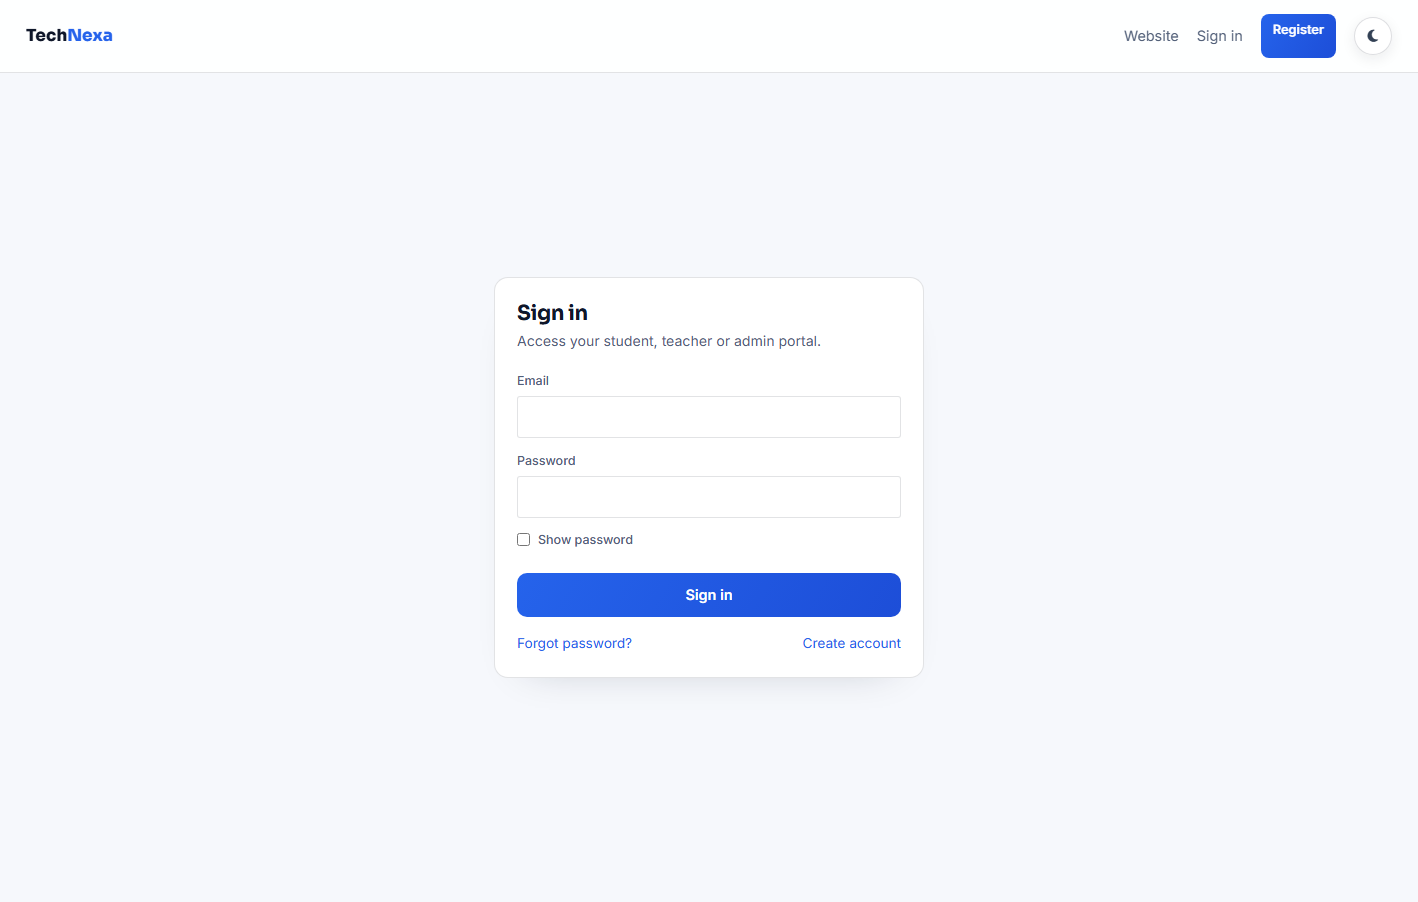 TechNexa
Website
Sign in
Register
Sign in
Access your student, teacher or admin portal.
Email
Password
Show password
Sign in
Forgot password?
Create account